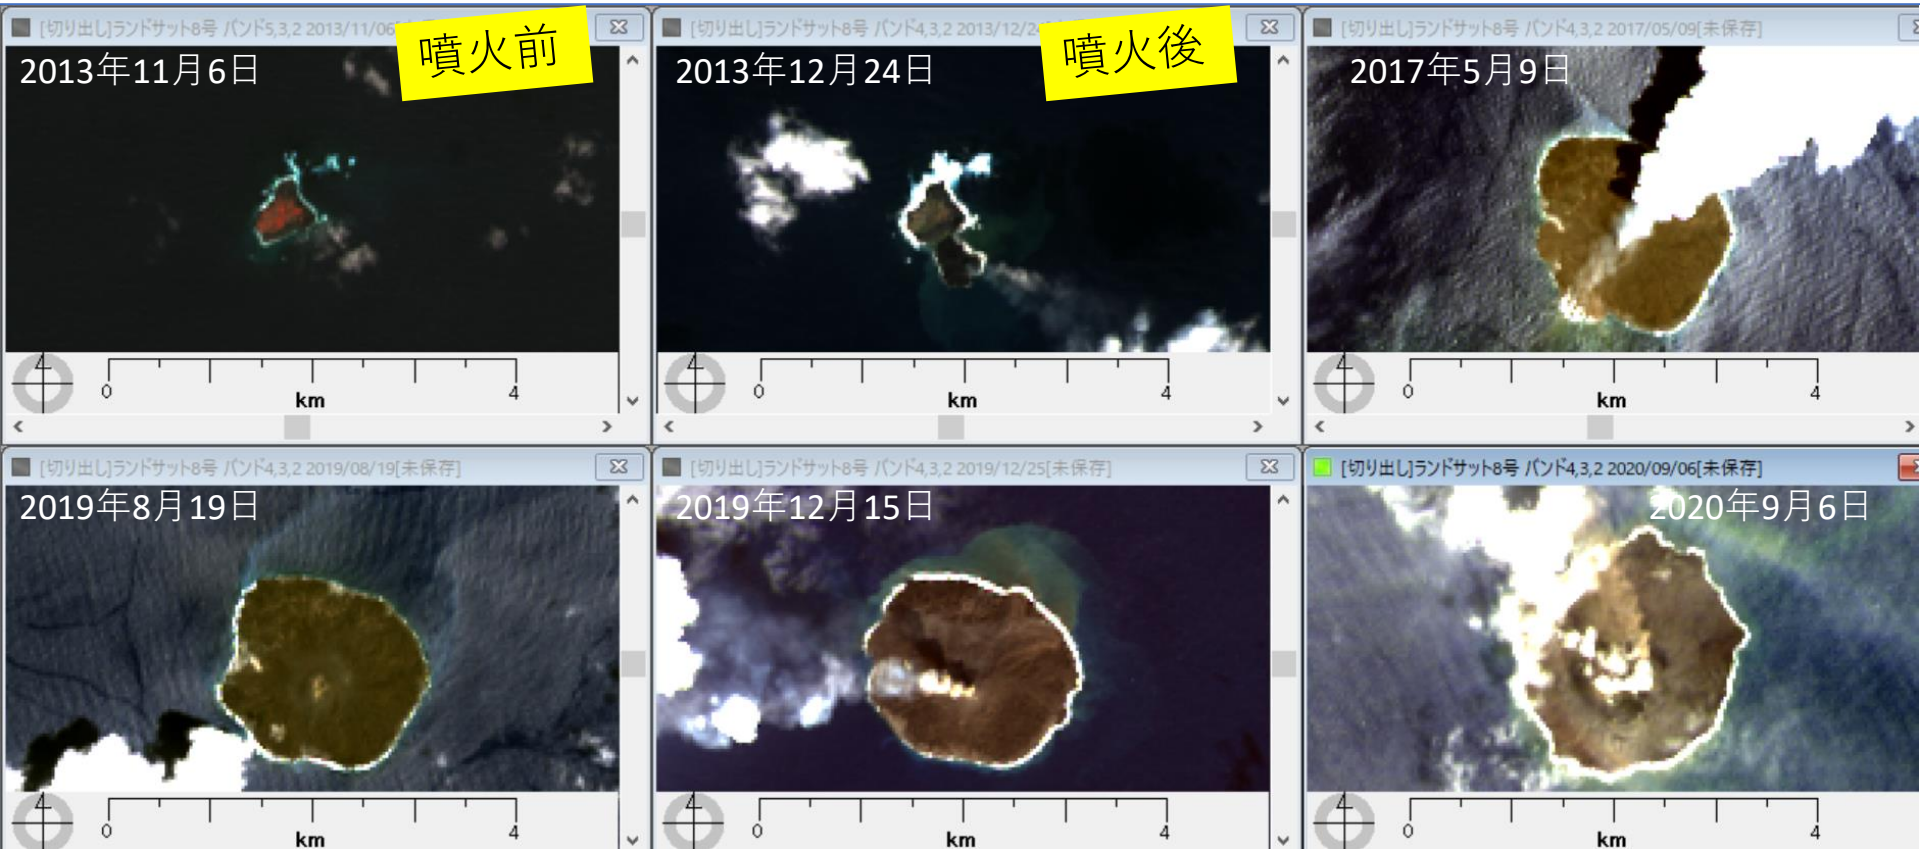 [切り出し]ランドサット8号 バンド5,3,2 2013/11/06
噴火前
2013年11月6日
0
4
km
[切り出し]ランドサット8号 バンド4,3,2 2013/12/24
噴火後
2013年12月24日
0
4
km
[切り出し]ランドサット8号 バンド4,3,2 2017/05/09[未保存]
2017年5月9日
0
4
km
[切り出し]ランドサット8号 バンド4,3,2 2019/08/19[未保存]
2019年8月19日
0
4
km
[切り出し]ランドサット8号 バンド4,3,2 2019/12/25[未保存]
2019年12月15日
0
4
km
[切り出し]ランドサット8号 バンド4,3,2 2020/09/06[未保存]
2020年9月6日
0
4
km